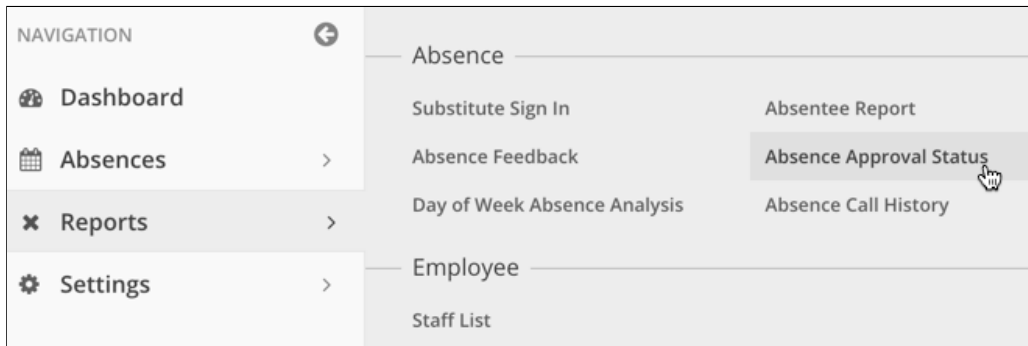 NAVIGATION
Dashboard
Absences
Reports
Settings
Absence
Substitute Sign In
Absentee Report
Absence Feedback
Absence Approval Status
Day of Week Absence Analysis
Absence Call History
Employee
Staff List